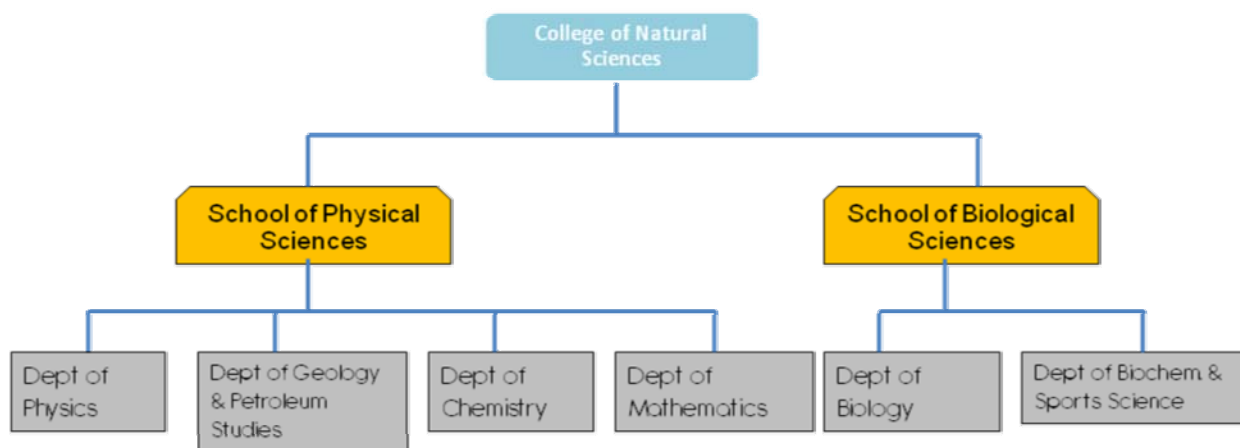 College of Natural
Sciences
School of Physical
Sciences
School of Biological
Sciences
Dept of
Physics
Dept of Geology
& Petroleum
Studies
Dept of
Chemistry
Dept of
Mathematics
Dept of
Biology
Dept of Biochem. &
Sports Science